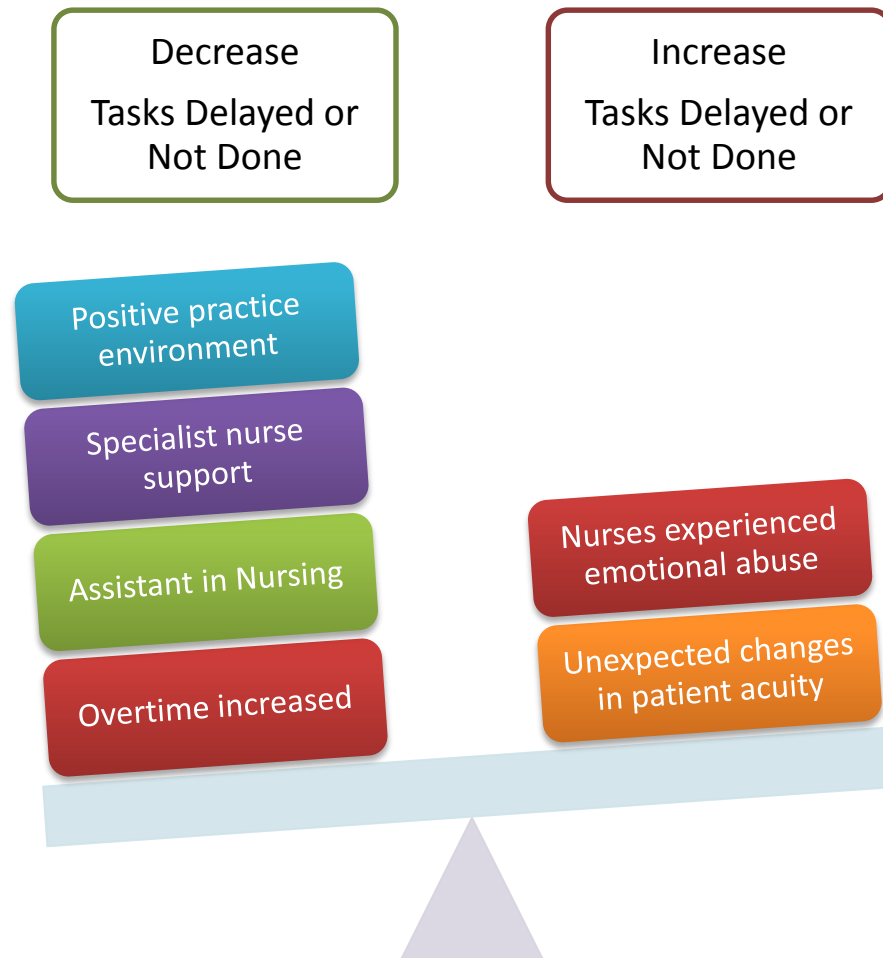 Decrease
Tasks Delayed or
Not Done
Increase
Tasks Delayed or
Not Done
Positive practice
environment
Specialist nurse
support
Assistant in Nursing
Overtime increased
Nurses experienced
emotional abuse
Unexpected changes
in patient acuity